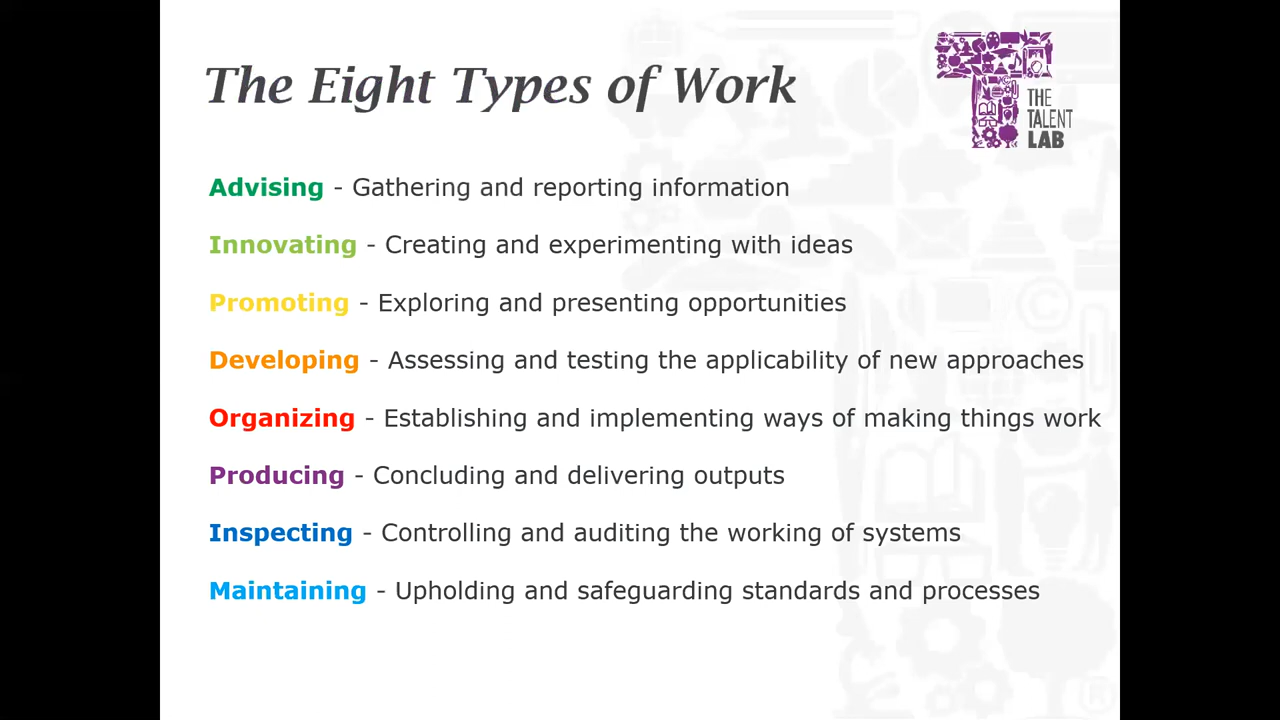 The Eight Types of Work
THE
TALENT
LAB
Advising - Gathering and reporting information
Innovating - Creating and experimenting with ideas
Promoting - Exploring and presenting opportunities
Developing - Assessing and testing the applicability of new approaches
Organizing - Establishing and implementing ways of making things work
Producing - Concluding and delivering outputs
Inspecting - Controlling and auditing the working of systems
Maintaining - Upholding and safeguarding standards and processes